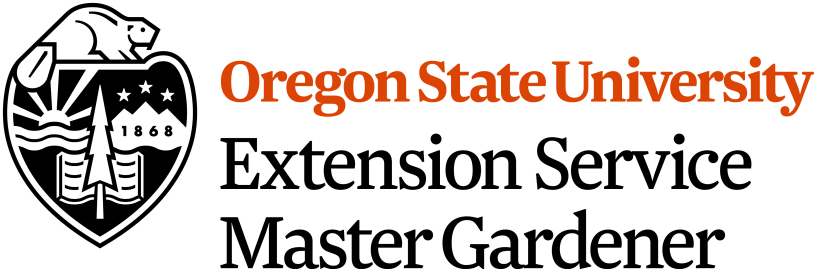 1868
Oregon State University
Extension Service
Master Gardener